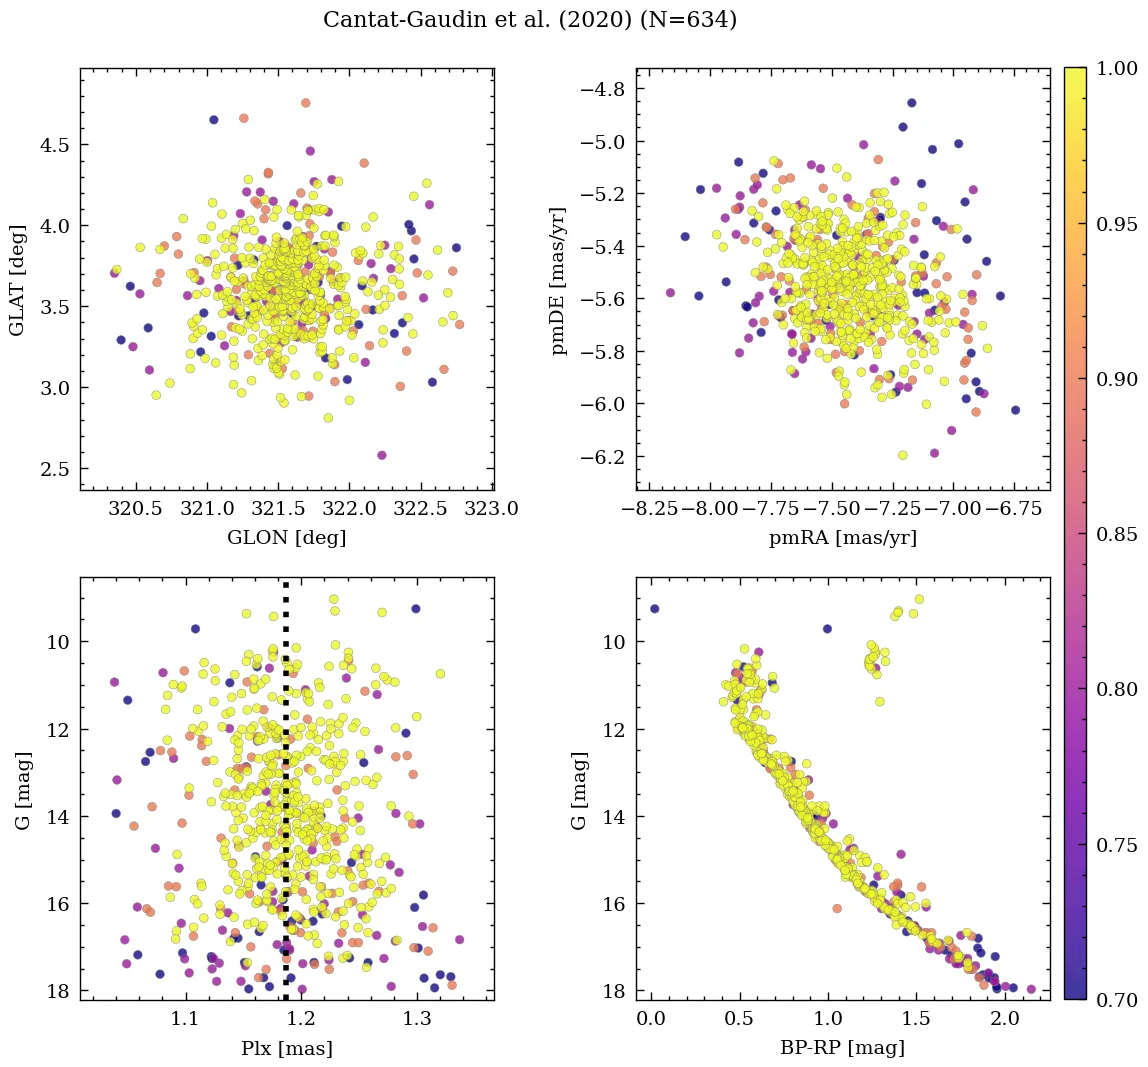 Cantat-Gaudin et al. (2020) (N=634)
4.5
4.0
3.5
3.0
2.5
GLAT [deg]
320.5 321.0 321.5 322.0 322.5 323.0
GLON [deg]
−4.8
−5.0
−5.2
−5.4
−5.6
−5.8
−6.0
−6.2
pmDE [mas/yr]
−8.25 −8.00 −7.75 −7.50 −7.25 −7.00 −6.75
pmRA [mas/yr]
10
12
14
16
18
G [mag]
1.1 1.2 1.3
Plx [mas]
10
12
14
16
18
G [mag]
0.0 0.5 1.0 1.5 2.0
BP-RP [mag]
1.00
0.95
0.90
0.85
0.80
0.75
0.70